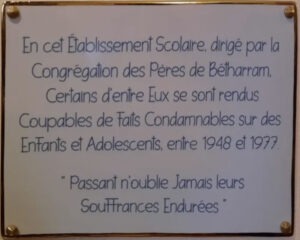 En cet Établissement Scolaire, dirigé par la
Congrégation des Pères de Bétharram,
Certains d'entre Eux se sont rendus
Coupables de Faits Condamnables sur des
Enfants et Adolescents, entre 1948 et 1977.
" Passant n'oublie Jamais leurs
Souffrances Endurées "